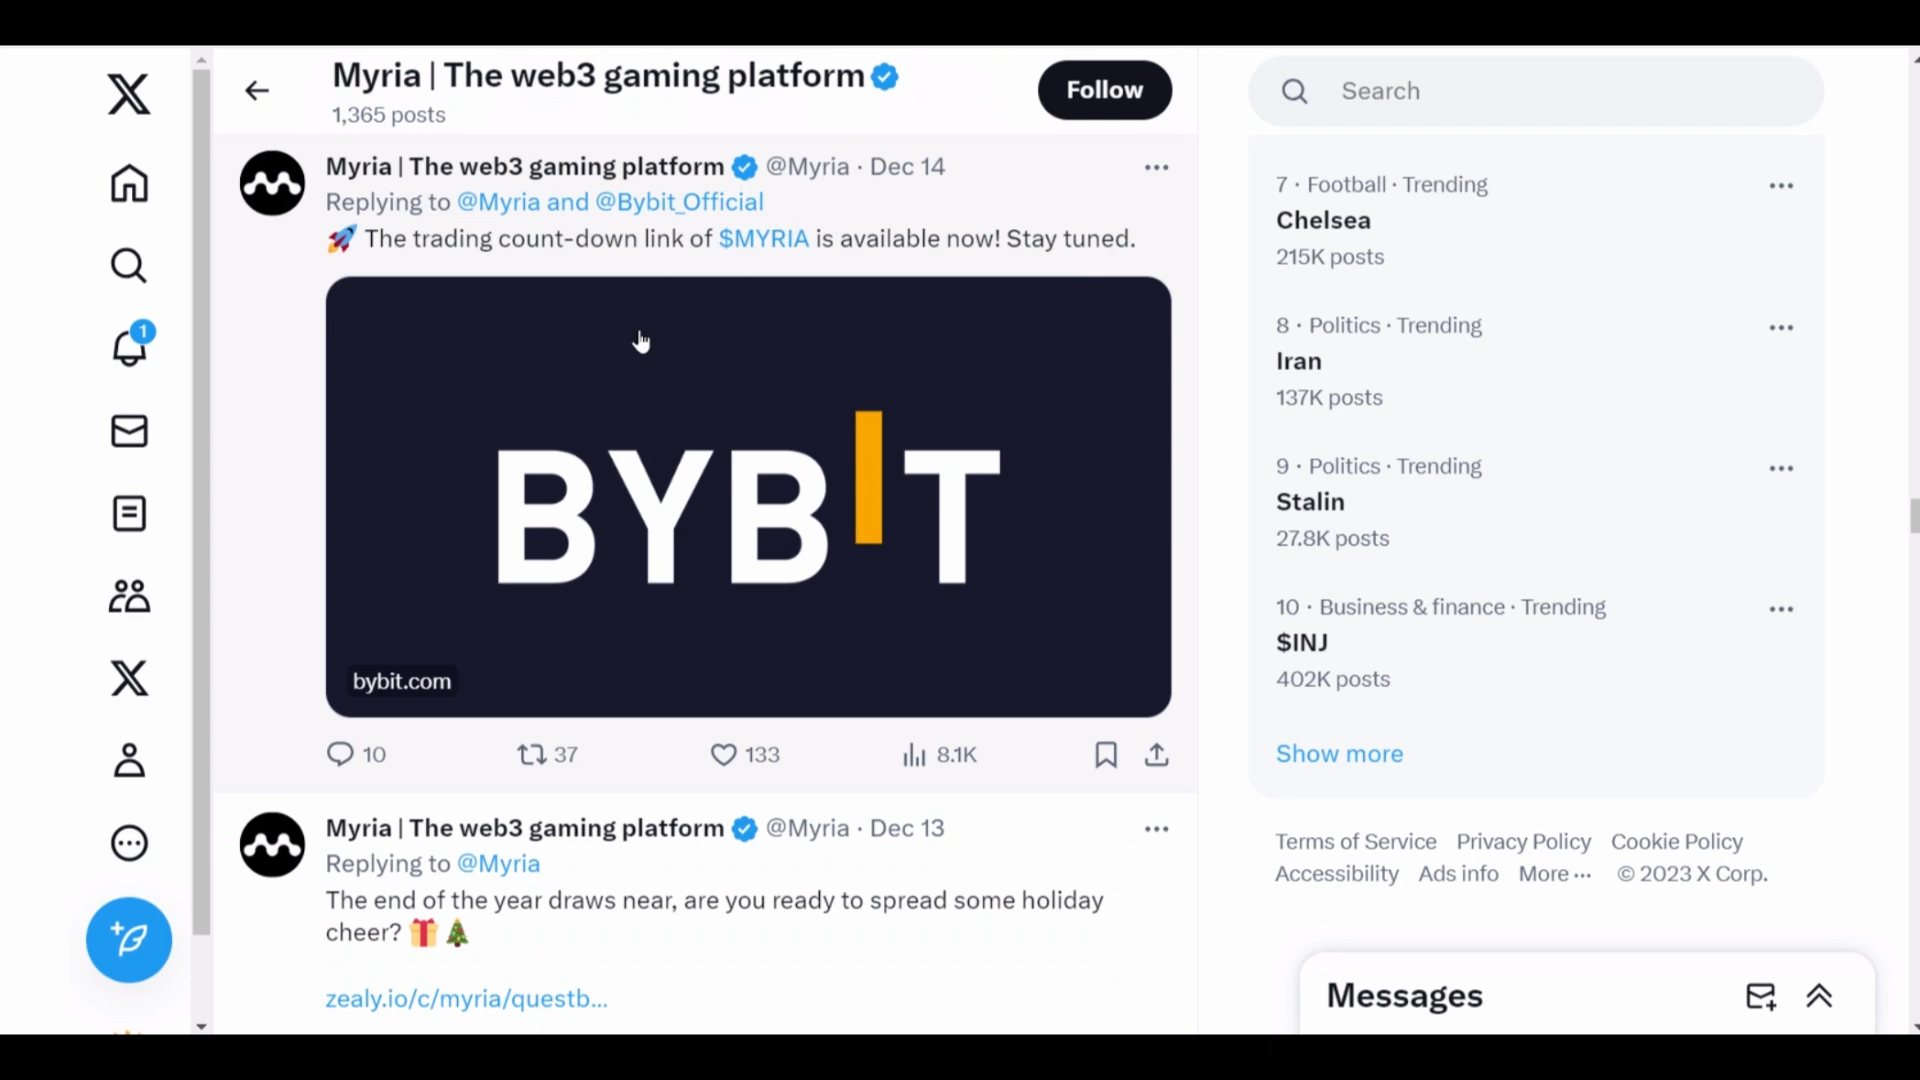 Myria | The web3 gaming platform
1,365 posts
Follow
Search
Myria | The web3 gaming platform @Myria · Dec 14
Replying to @Myria and @Bybit_Official
🚀 The trading count-down link of $MYRIA is available now! Stay tuned.
BYBIT
bybit.com
10 37 133 8.1K
Myria | The web3 gaming platform @Myria · Dec 13
Replying to @Myria
The end of the year draws near, are you ready to spread some holiday
cheer? 🎁🎄
zealy.io/c/myria/questb...
1
7 · Football · Trending
Chelsea
215K posts
8 · Politics · Trending
Iran
137K posts
9 · Politics · Trending
Stalin
27.8K posts
10 · Business & finance · Trending
$INJ
402K posts
Show more
Terms of Service Privacy Policy Cookie Policy
Accessibility Ads info More ··· © 2023 X Corp.
Messages